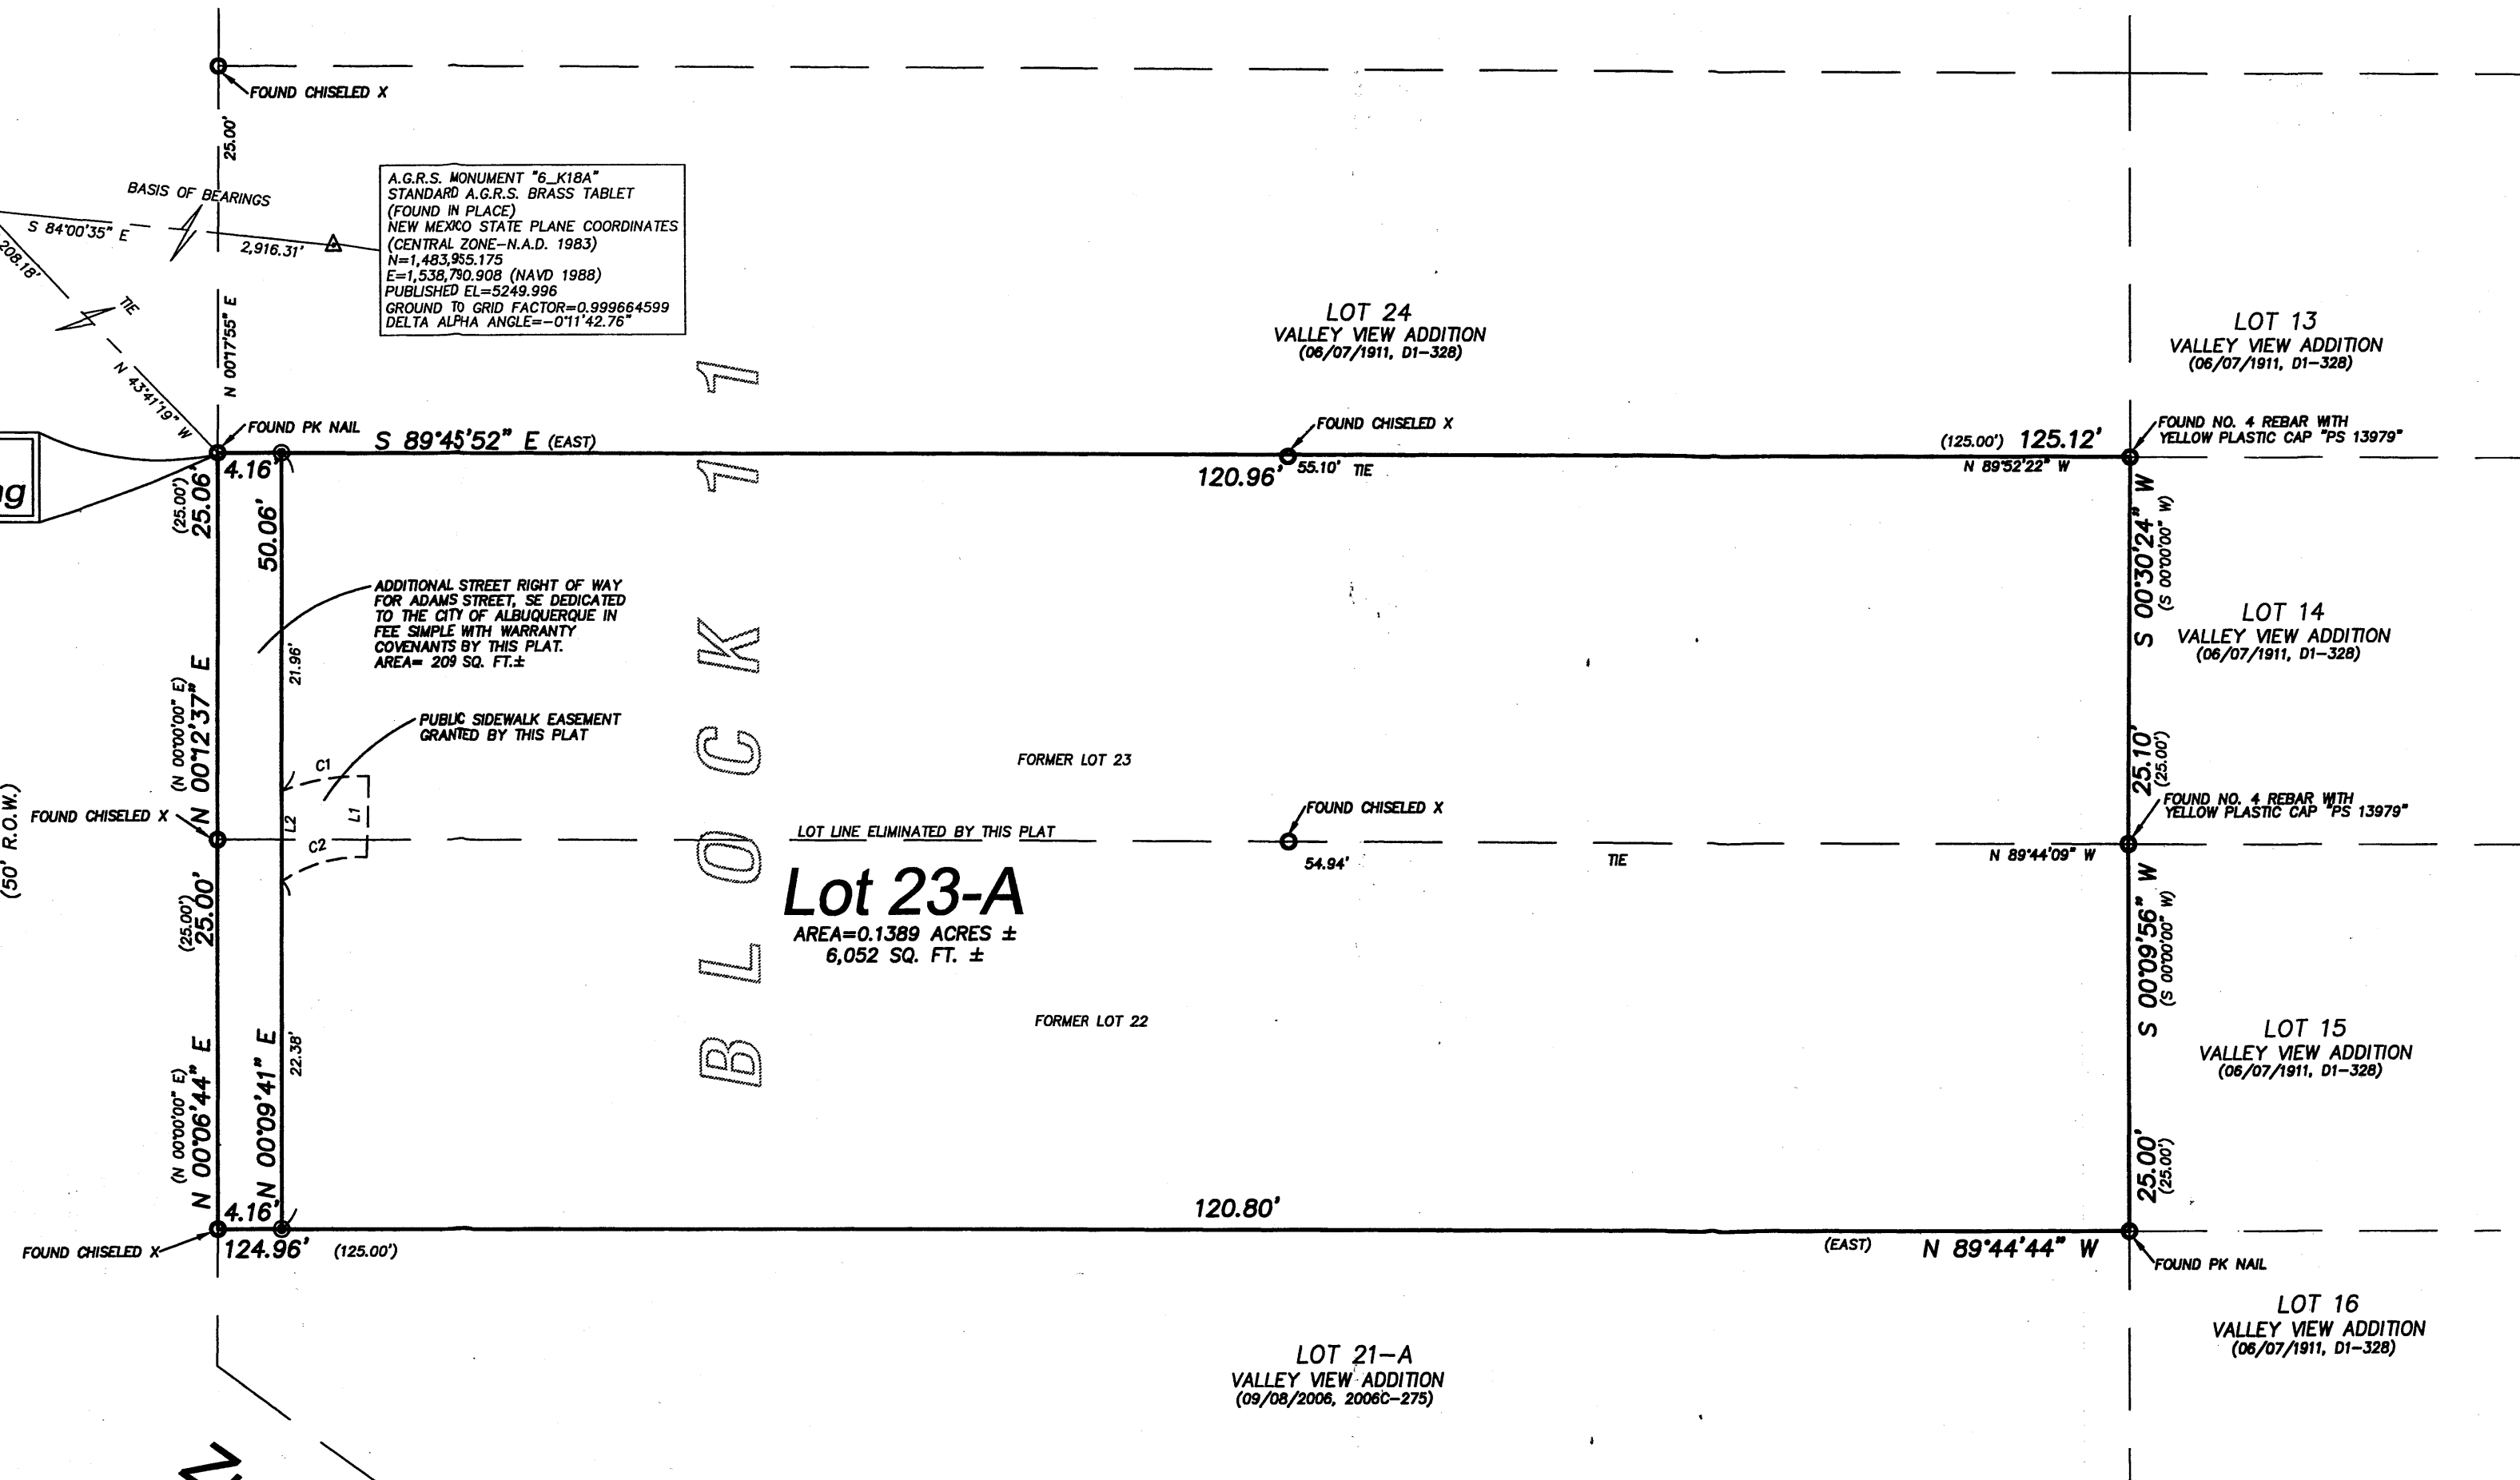 FOUND CHISELED X
25.00'
BASIS OF BEARINGS
S 84°00'35" E
2,916.31'
208.18'
TIE
N 43°41'19" W
N 00°17'55" E
A.G.R.S. MONUMENT "6_K18A"
STANDARD A.G.R.S. BRASS TABLET
(FOUND IN PLACE)
NEW MEXICO STATE PLANE COORDINATES
(CENTRAL ZONE-N.A.D. 1983)
N=1,483,955.175
E=1,538,790.908 (NAVD 1988)
PUBLISHED EL=5249.996
GROUND TO GRID FACTOR=0.999664599
DELTA ALPHA ANGLE=-0°11'42.76"
LOT 24
VALLEY VIEW ADDITION
(06/07/1911, D1-328)
LOT 13
VALLEY VIEW ADDITION
(06/07/1911, D1-328)
FOUND PK NAIL
S 89°45'52" E (EAST)
FOUND CHISELED X
(125.00') 125.12'
FOUND NO. 4 REBAR WITH
YELLOW PLASTIC CAP "PS 13979"
4.16'
120.96'
55.10' TIE
N 89°52'22" W
(25.00')
25.06'
50.06'
S 00°30'24" W
(S 00°00'00" W)
ADDITIONAL STREET RIGHT OF WAY
FOR ADAMS STREET, SE DEDICATED
TO THE CITY OF ALBUQUERQUE IN
FEE SIMPLE WITH WARRANTY
COVENANTS BY THIS PLAT.
AREA= 209 SQ. FT.±
LOT 14
VALLEY VIEW ADDITION
(06/07/1911, D1-328)
21.96'
(N 00°00'00" E)
N 00°12'37" E
PUBLIC SIDEWALK EASEMENT
GRANTED BY THIS PLAT
BLOCK 11
FORMER LOT 23
25.10'
(25.00')
C1
L1
L2
C2
(50' R.O.W.)
FOUND CHISELED X
LOT LINE ELIMINATED BY THIS PLAT
FOUND CHISELED X
FOUND NO. 4 REBAR WITH
YELLOW PLASTIC CAP "PS 13979"
54.94'
TIE
N 89°44'09" W
(25.00')
25.00'
Lot 23-A
AREA=0.1389 ACRES ±
6,052 SQ. FT. ±
S 00°09'56" W
(S 00°00'00" W)
FORMER LOT 22
LOT 15
VALLEY VIEW ADDITION
(06/07/1911, D1-328)
(N 00°00'00" E)
N 00°06'44" E
N 00°09'41" E
22.38'
25.00'
(25.00')
4.16'
120.80'
FOUND CHISELED X
124.96' (125.00')
(EAST) N 89°44'44" W
FOUND PK NAIL
LOT 16
VALLEY VIEW ADDITION
(06/07/1911, D1-328)
LOT 21-A
VALLEY VIEW ADDITION
(09/08/2006, 2006C-275)